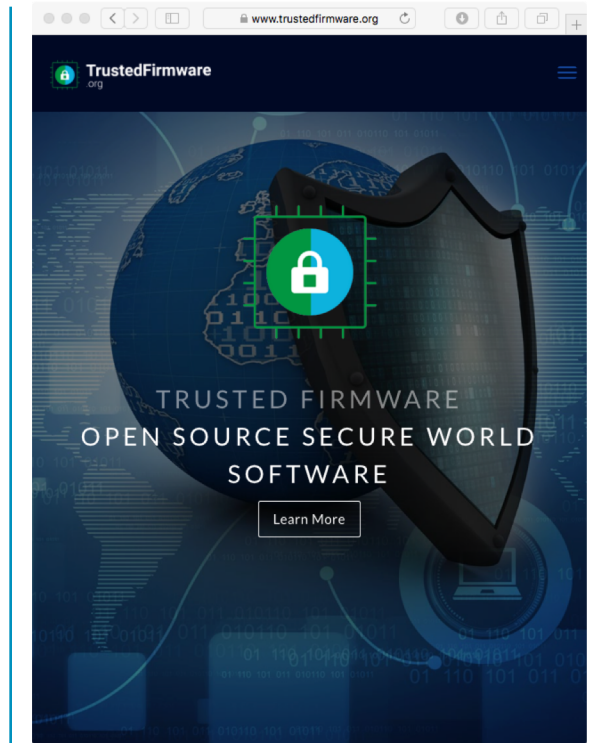 www.trustedfirmware.org
TrustedFirmware
.org
TRUSTED FIRMWARE
OPEN SOURCE SECURE WORLD
SOFTWARE
Learn More